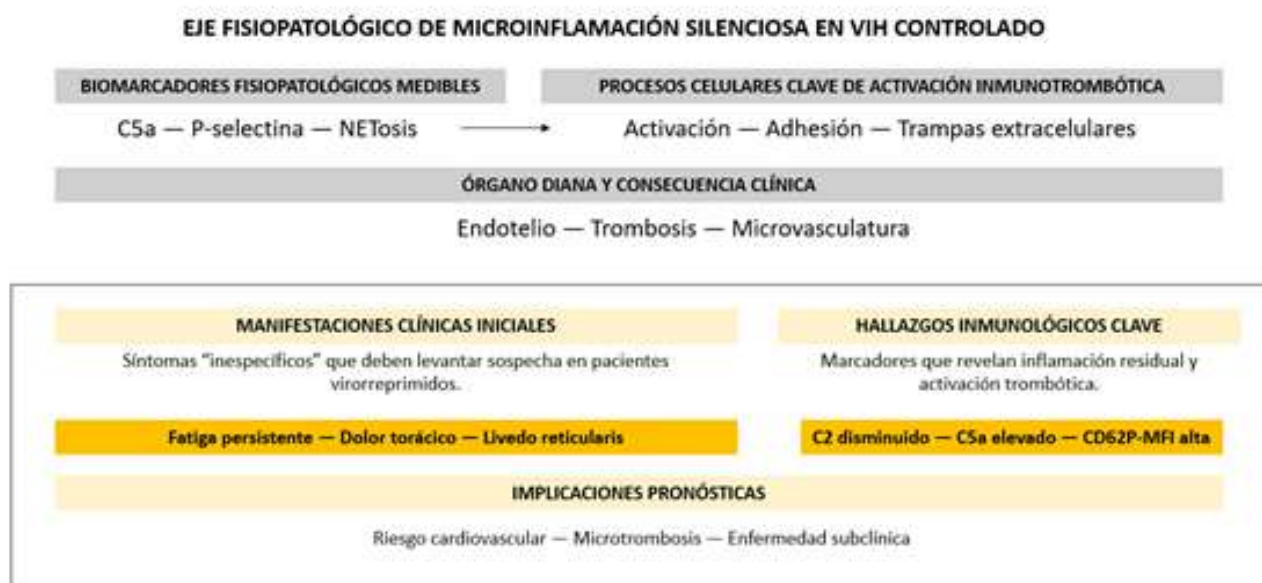 EJE FISIOPATOLÓGICO DE MICROINFLAMACIÓN SILENCIOSA EN VIH CONTROLADO
BIOMARCADORES FISIOPATOLÓGICOS MEDIBLES
PROCESOS CELULARES CLAVE DE ACTIVACIÓN INMUNOTROMBÓTICA
C5a — P-selectina — NETosis
Activación — Adhesión — Trampas extracelulares
ÓRGANO DIANA Y CONSECUENCIA CLÍNICA
Endotelio — Trombosis — Microvasculatura
MANIFESTACIONES CLÍNICAS INICIALES
Síntomas “inespecíficos” que deben levantar sospecha en pacientes
virorreprimidos.
Fatiga persistente — Dolor torácico — Livedo reticularis
HALLAZGOS INMUNOLÓGICOS CLAVE
Marcadores que revelan inflamación residual y
activación trombótica.
C2 disminuido — C5a elevado — CD62P-MFI alta
IMPLICACIONES PRONÓSTICAS
Riesgo cardiovascular — Microtrombosis — Enfermedad subclínica